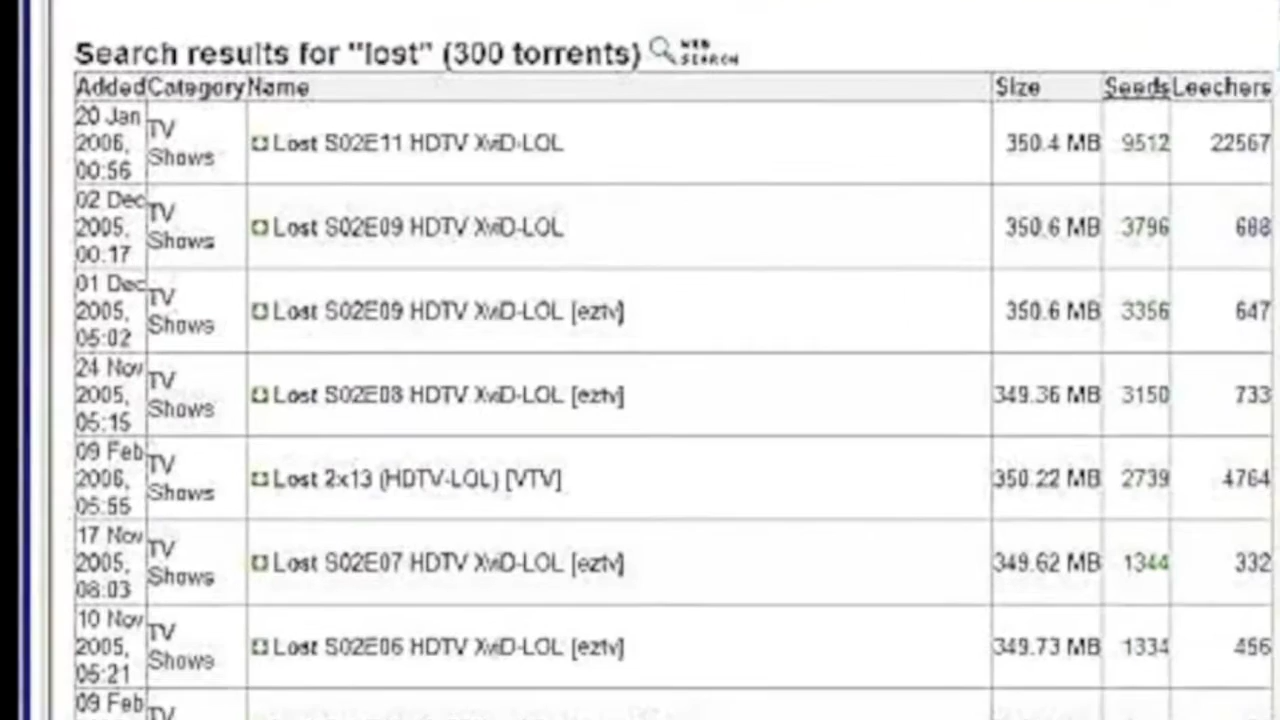 Search results for "lost" (300 torrents) WEB SEARCH
Added Category Name Size Seeds Leechers
20 Jan 2006, 00:56 TV Shows Lost S02E11 HDTV XviD-LOL 350.4 MB 9512 22567
02 Dec 2005, 00:17 TV Shows Lost S02E09 HDTV XviD-LOL 350.6 MB 3796 688
01 Dec 2005, 05:02 TV Shows Lost S02E09 HDTV XviD-LOL [eztv] 350.6 MB 3356 647
24 Nov 2005, 05:15 TV Shows Lost S02E08 HDTV XviD-LOL [eztv] 349.36 MB 3150 733
09 Feb 2006, 05:55 TV Shows Lost 2x13 (HDTV-LOL) [VTV] 350.22 MB 2739 4764
17 Nov 2005, 08:03 TV Shows Lost S02E07 HDTV XviD-LOL [eztv] 349.62 MB 1344 332
10 Nov 2005, 06:21 TV Shows Lost S02E06 HDTV XviD-LOL [eztv] 349.73 MB 1334 456
09 Feb TV